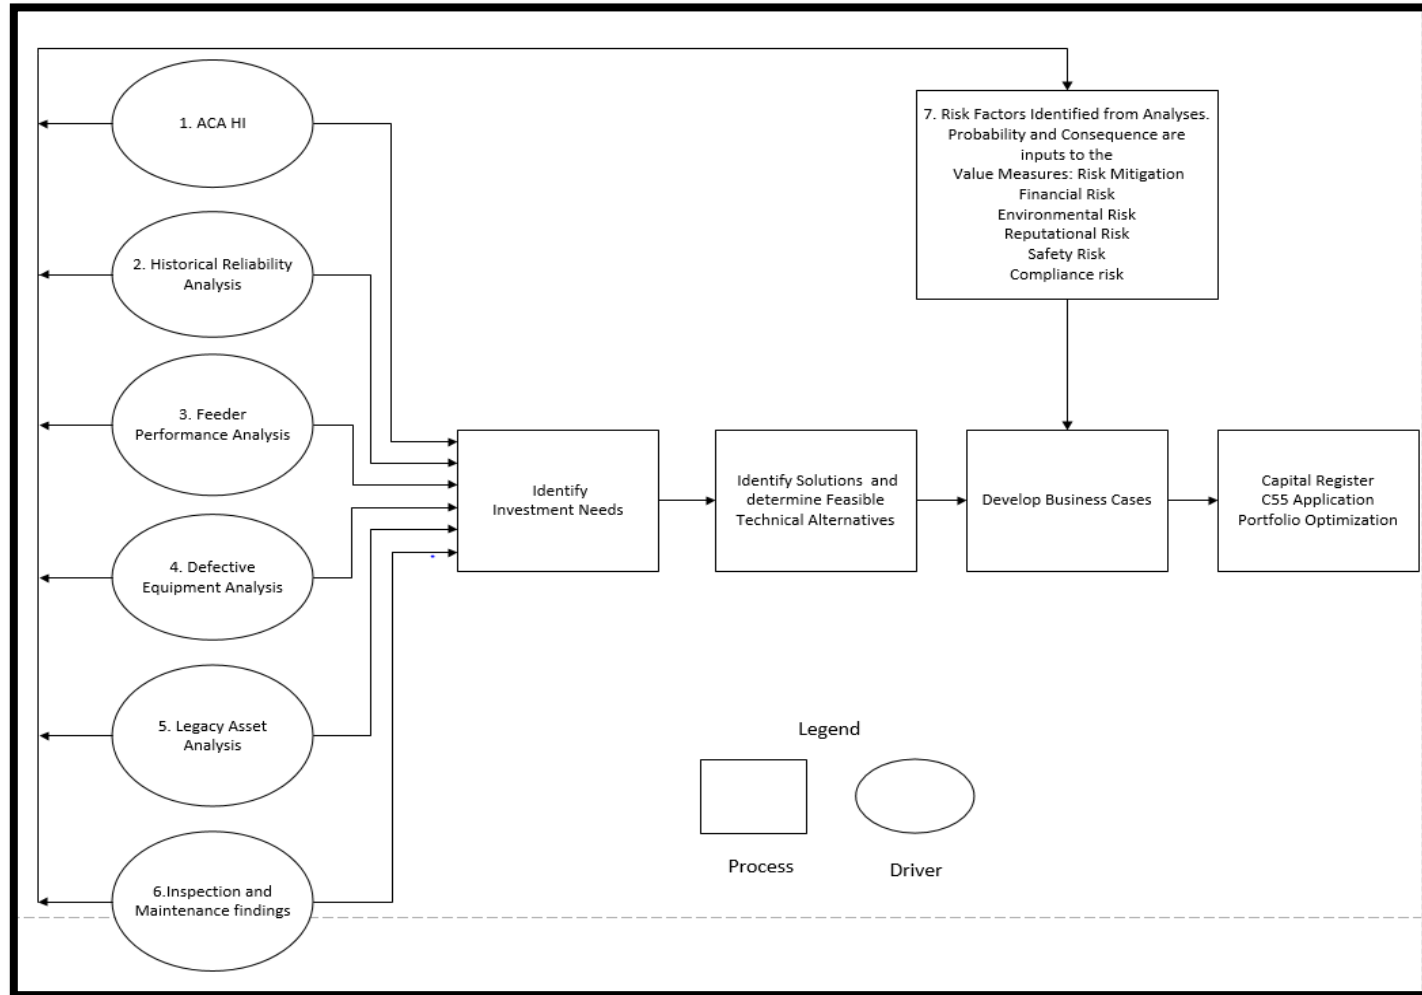 1. ACA HI
2. Historical Reliability
Analysis
3. Feeder
Performance Analysis
4. Defective
Equipment Analysis
5. Legacy Asset
Analysis
6.Inspection and
Maintenance findings
Identify
Investment Needs
Identify Solutions and
determine Feasible
Technical Alternatives
7. Risk Factors Identified from Analyses.
Probability and Consequence are
inputs to the
Value Measures: Risk Mitigation
Financial Risk
Environmental Risk
Reputational Risk
Safety Risk
Compliance risk
Develop Business Cases
Capital Register
C55 Application
Portfolio Optimization
Legend
Process
Driver